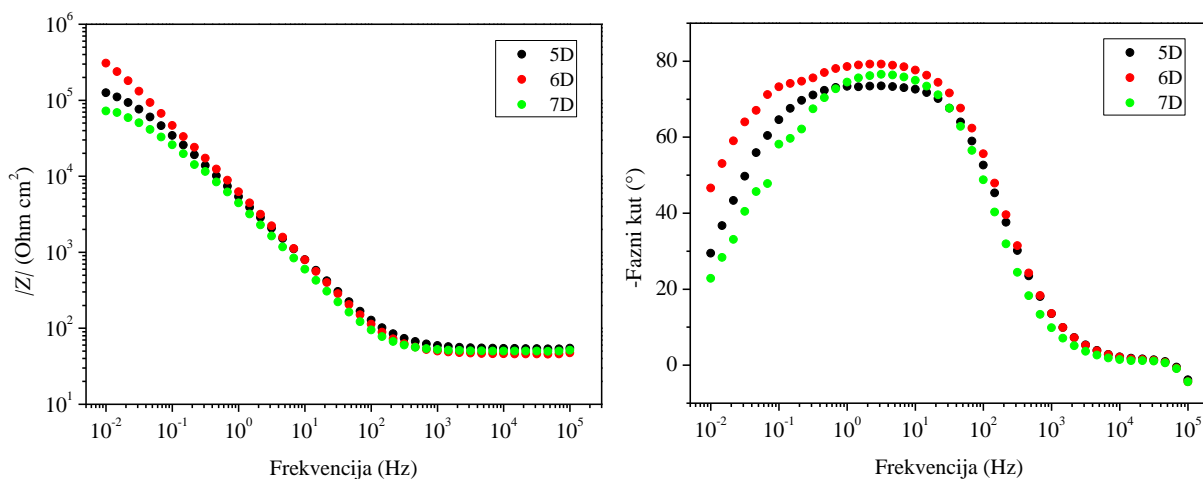 10^6
10^5
10^4
10^3
10^2
10^1
/Z/ (Ohm cm^2)
5D
6D
7D
10^-2 10^-1 10^0 10^1 10^2 10^3 10^4 10^5
Frekvencija (Hz)
80
60
40
20
0
-Fazni kut (°)
5D
6D
7D
10^-2 10^-1 10^0 10^1 10^2 10^3 10^4 10^5
Frekvencija (Hz)